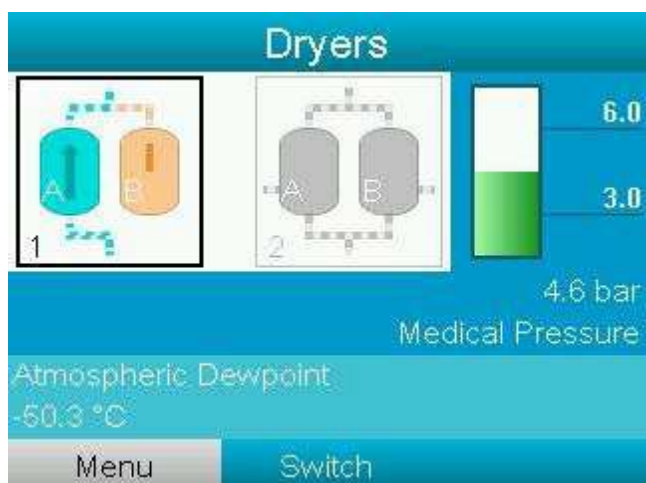 Dryers
A B
1
A B
2
6.0
3.0
4.6 bar
Medical Pressure
Atmospheric Dewpoint
-50.3 °C
Menu Switch